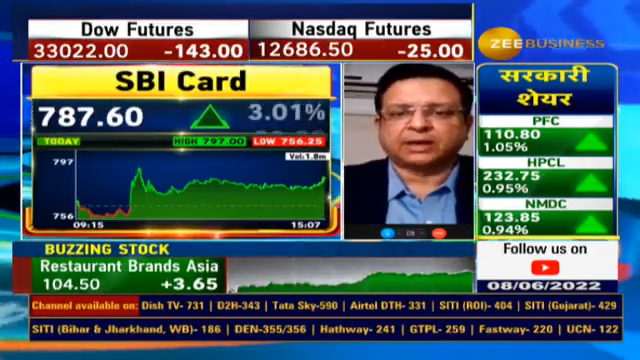 Dow Futures
33022.00 -143.00
Nasdaq Futures
12686.50 -25.00
ZEE BUSINESS
SBI Card
787.60 3.01%
TODAY HIGH 797.00 LOW 756.25
Vol:1.8m
797
756
09:15 15:07
सरकारी
शेयर
PFC
110.80
1.05%
HPCL
232.75
0.95%
NMDC
123.85
0.94%
BUZZING STOCK
Restaurant Brands Asia
104.50 +3.65
Follow us on
08/06/2022
Channel available on: Dish TV- 731 | D2H-343 | Tata Sky-590 | Airtel DTH- 331 | SITI (ROI)- 404 | SITI (Gujarat)- 429
SITI (Bihar & Jharkhand, WB)- 186 | DEN-355/356 | Hathway- 241 | GTPL- 259 | Fastway- 220 | UCN- 122